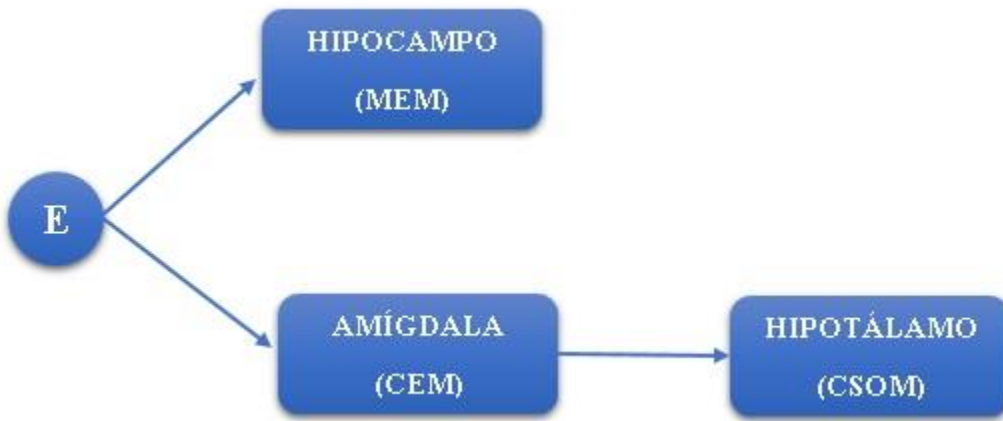 HIPOCAMPO
(MEM)
E
AMÍGDALA
(CEM)
HIPOTÁLAMO
(CSOM)